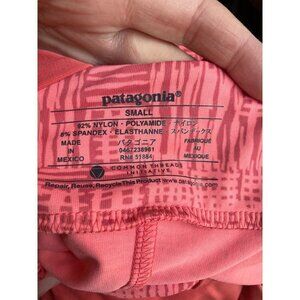 patagonia®
SMALL
92% NYLON · POLYAMIDE · ナイロン
8% SPANDEX · ELASTHANNE · スパンデックス
MADE IN MEXICO
パタゴニア
RN# 51884
FABRIQUÉ AU MEXIQUE
COMMON THREADS
INITIATIVE
Repair, Reuse, Recycle This Product